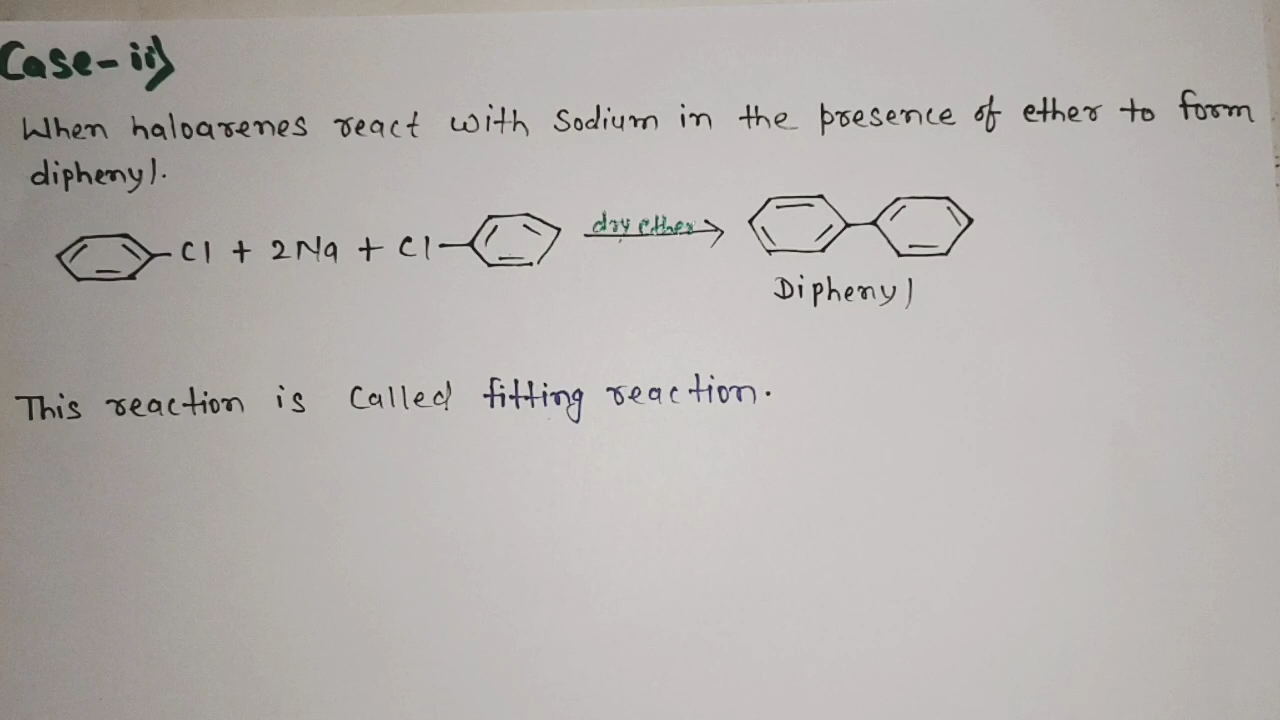 Case-ii)
When haloarenes react with Sodium in the presence of ether to form
diphenyl.
Cl + 2Na + Cl dry ether
Diphenyl
This reaction is Called fitting reaction.